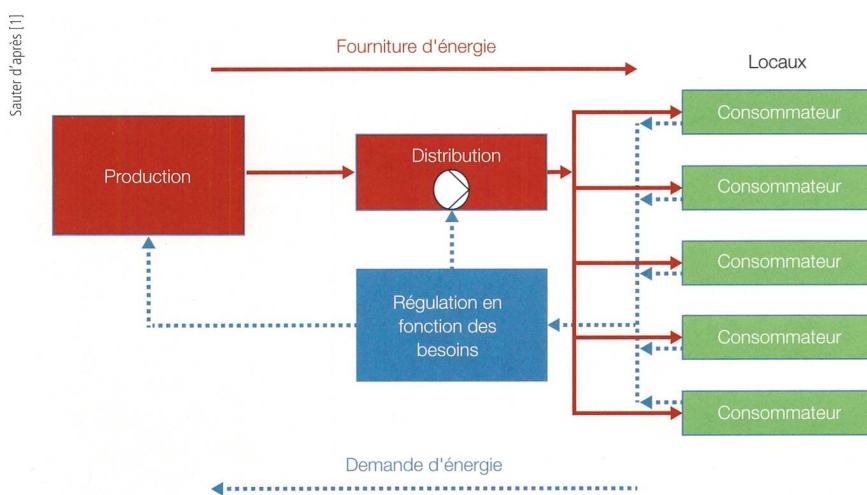 Sauter d'après [1]
Fourniture d'énergie
Locaux
Production
Distribution
Consommateur
Consommateur
Consommateur
Consommateur
Consommateur
Régulation en
fonction des
besoins
Demande d'énergie